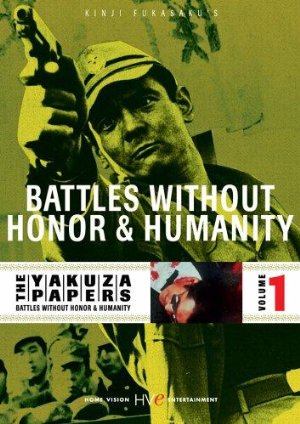 KINJI FUKASAKU'S
BATTLES WITHOUT
HONOR & HUMANITY
THE YAKUZA
PAPERS
BATTLES WITHOUT HONOR & HUMANITY
VOLUME 1
HOME VISION HVe ENTERTAINMENT